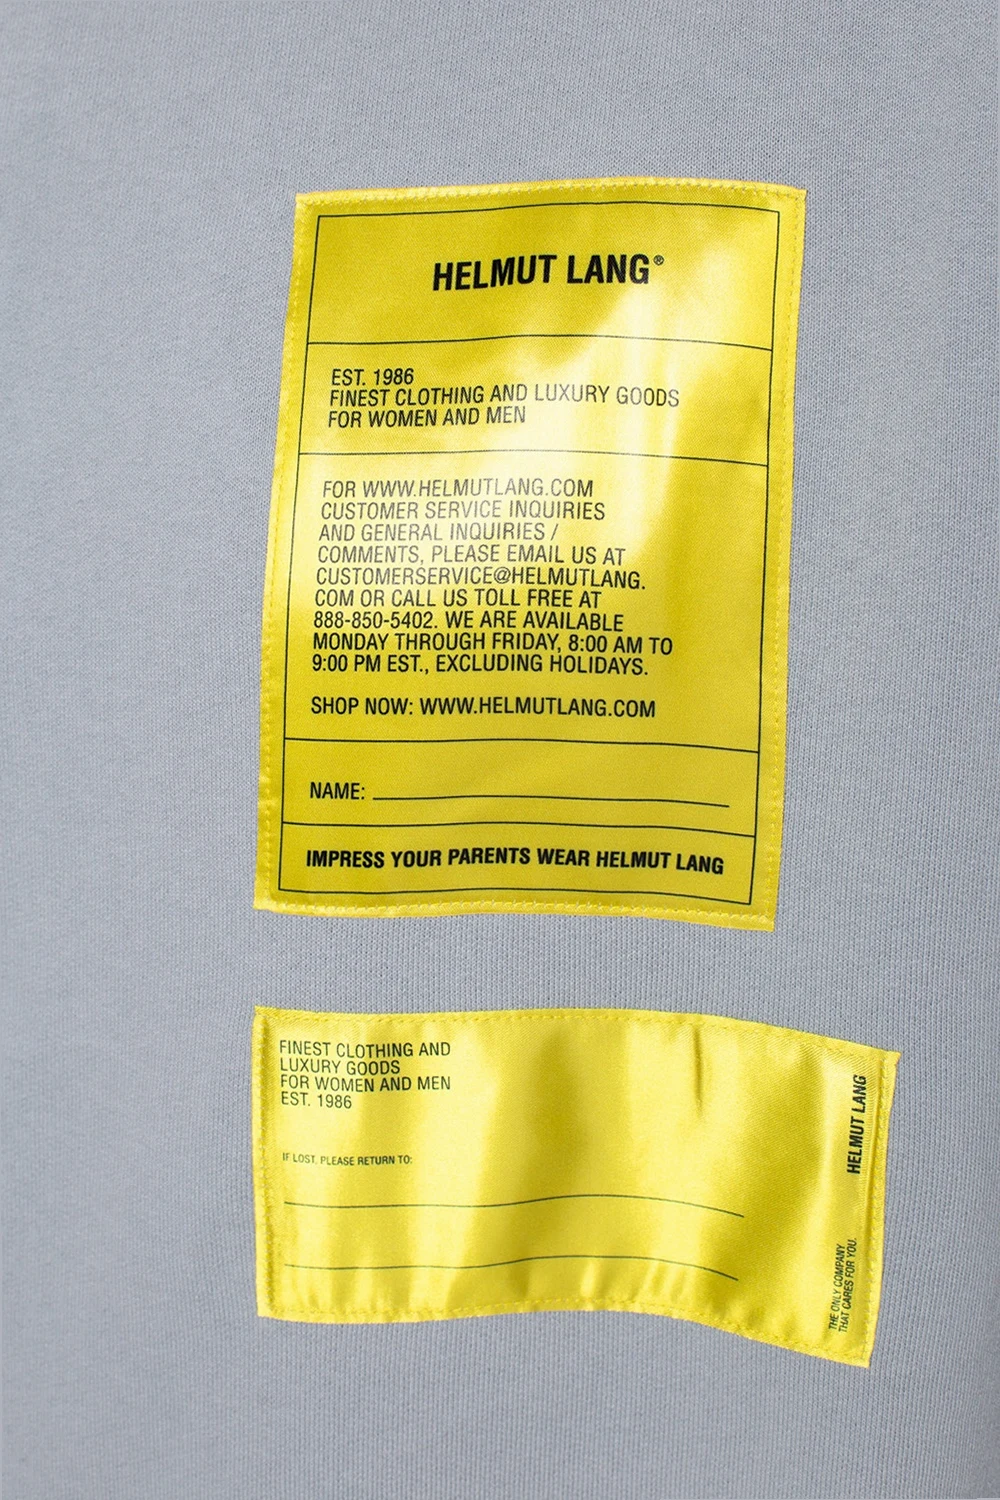 HELMUT LANG®
EST. 1986
FINEST CLOTHING AND LUXURY GOODS
FOR WOMEN AND MEN
FOR WWW.HELMUTLANG.COM
CUSTOMER SERVICE INQUIRIES
AND GENERAL INQUIRIES /
COMMENTS, PLEASE EMAIL US AT
CUSTOMERSERVICE@HELMUTLANG.
COM OR CALL US TOLL FREE AT
888-850-5402. WE ARE AVAILABLE
MONDAY THROUGH FRIDAY, 8:00 AM TO
9:00 PM EST., EXCLUDING HOLIDAYS.
SHOP NOW: WWW.HELMUTLANG.COM
NAME:
IMPRESS YOUR PARENTS WEAR HELMUT LANG
FINEST CLOTHING AND
LUXURY GOODS
FOR WOMEN AND MEN
EST. 1986
IF LOST, PLEASE RETURN TO:
HELMUT LANG
THE ONLY COMPANY
THAT CARES FOR YOU.